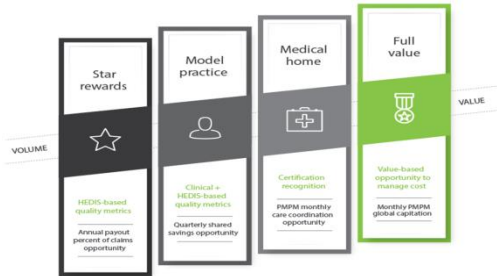 Star
rewards
Model
practice
Medical
home
Full
value
VOLUME
VALUE
HEDIS-based
quality metrics
Annual payout
percent of claims
opportunity
Clinical +
HEDIS-based
quality metrics
Quarterly shared
savings opportunity
Certification
recognition
PMPM monthly
care coordination
opportunity
Value-based
opportunity to
manage cost
Monthly PMPM
global capitation